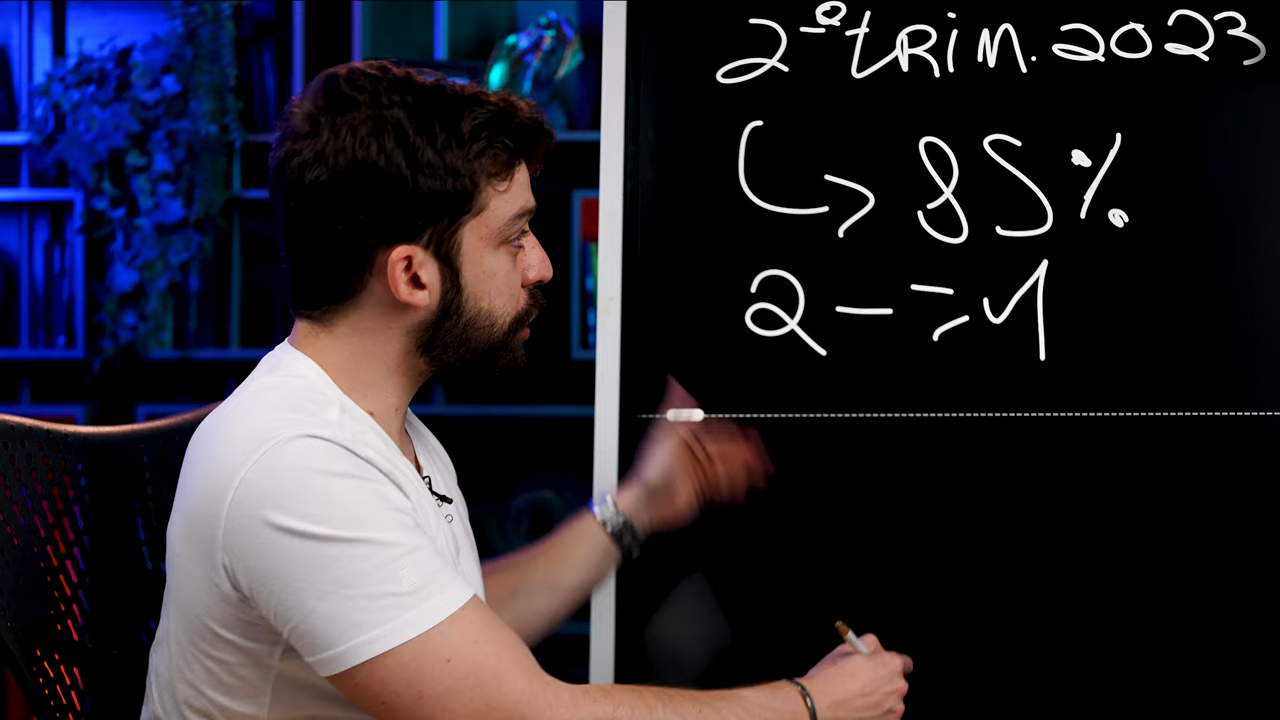 2º TRIM. 2023
↳ 85%
2 — = 1